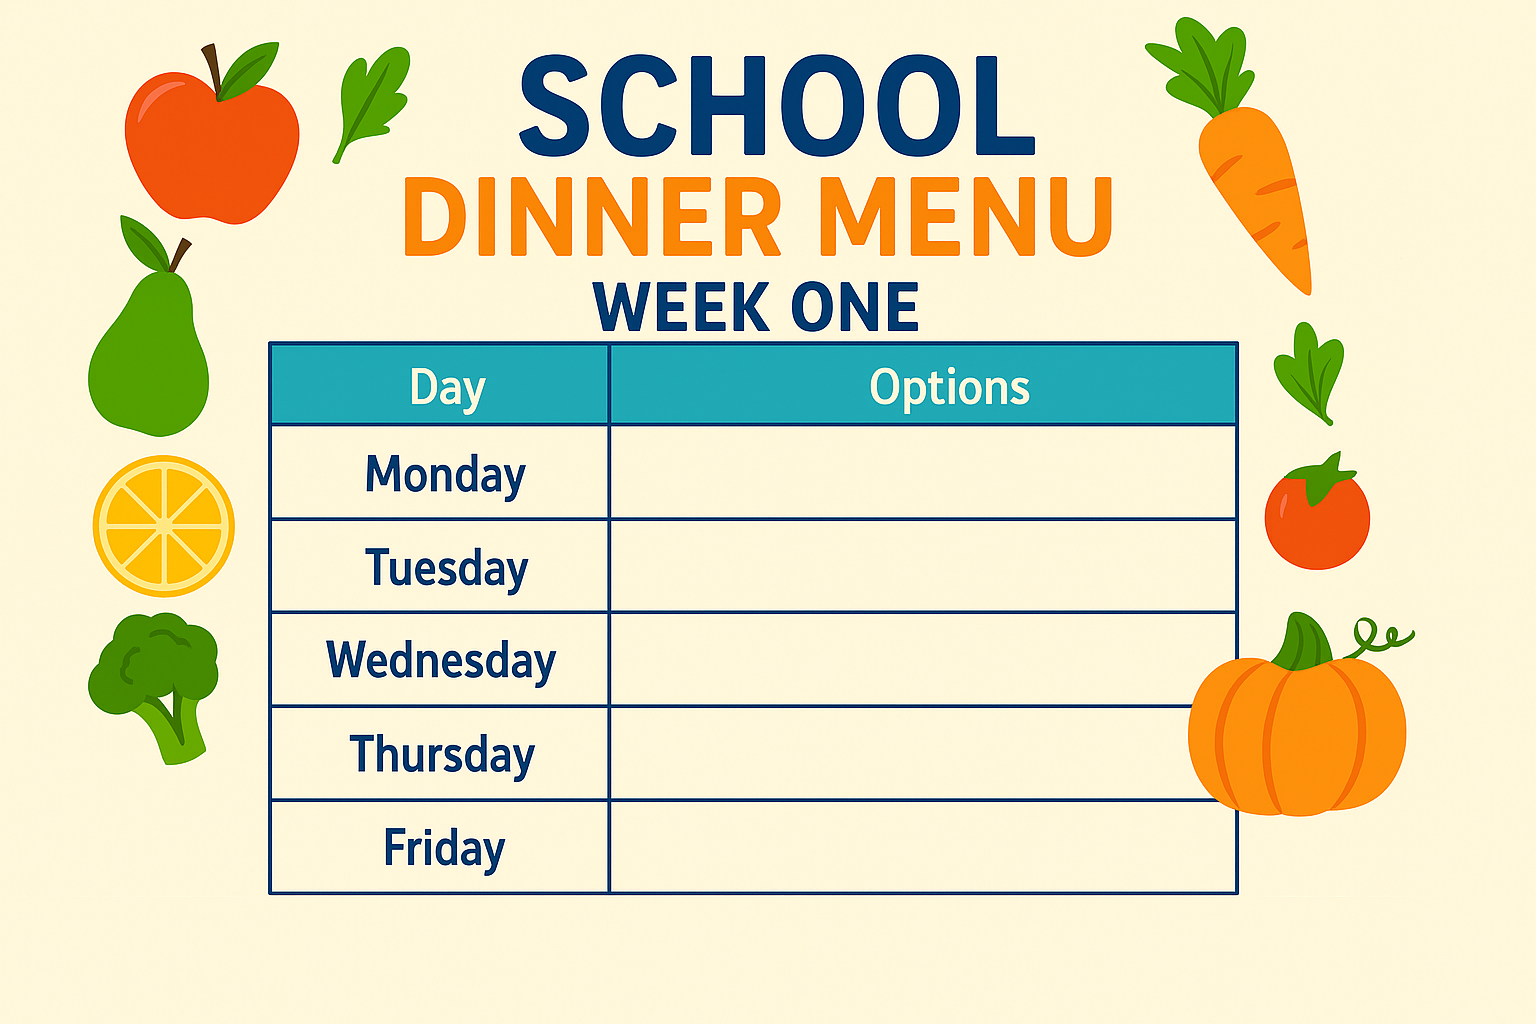 SCHOOL
DINNER MENU
WEEK ONE
Day Options
Monday
Tuesday
Wednesday
Thursday
Friday